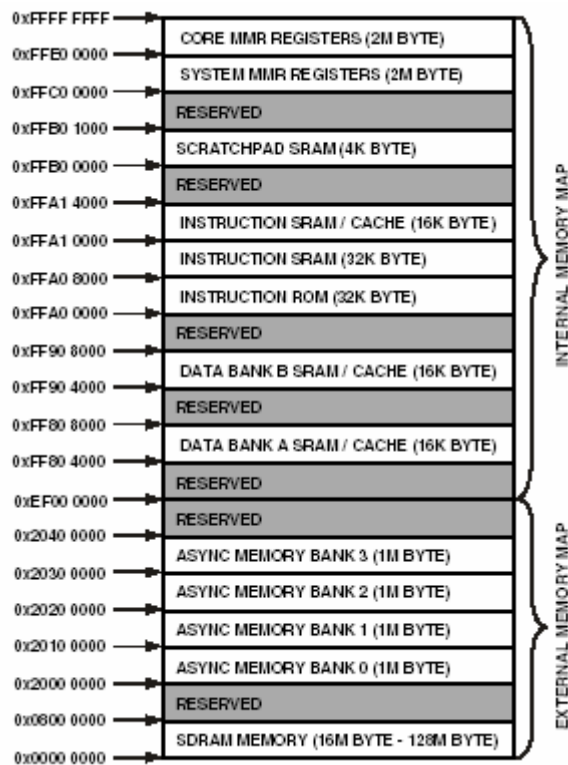 0xFFFF FFFF
CORE MMR REGISTERS (2M BYTE)
0xFFE0 0000
SYSTEM MMR REGISTERS (2M BYTE)
0xFFC0 0000
RESERVED
0xFFB0 1000
SCRATCHPAD SRAM (4K BYTE)
0xFFB0 0000
RESERVED
0xFFA1 4000
INSTRUCTION SRAM / CACHE (16K BYTE)
0xFFA1 0000
INSTRUCTION SRAM (32K BYTE)
0xFFA0 8000
INSTRUCTION ROM (32K BYTE)
0xFFA0 0000
RESERVED
0xFF90 8000
DATA BANK B SRAM / CACHE (16K BYTE)
0xFF90 4000
RESERVED
0xFF80 8000
DATA BANK A SRAM / CACHE (16K BYTE)
0xFF80 4000
RESERVED
0xEF00 0000
RESERVED
0x2040 0000
ASYNC MEMORY BANK 3 (1M BYTE)
0x2030 0000
ASYNC MEMORY BANK 2 (1M BYTE)
0x2020 0000
ASYNC MEMORY BANK 1 (1M BYTE)
0x2010 0000
ASYNC MEMORY BANK 0 (1M BYTE)
0x2000 0000
RESERVED
0x0800 0000
SDRAM MEMORY (16M BYTE - 128M BYTE)
0x0000 0000
INTERNAL MEMORY MAP
EXTERNAL MEMORY MAP